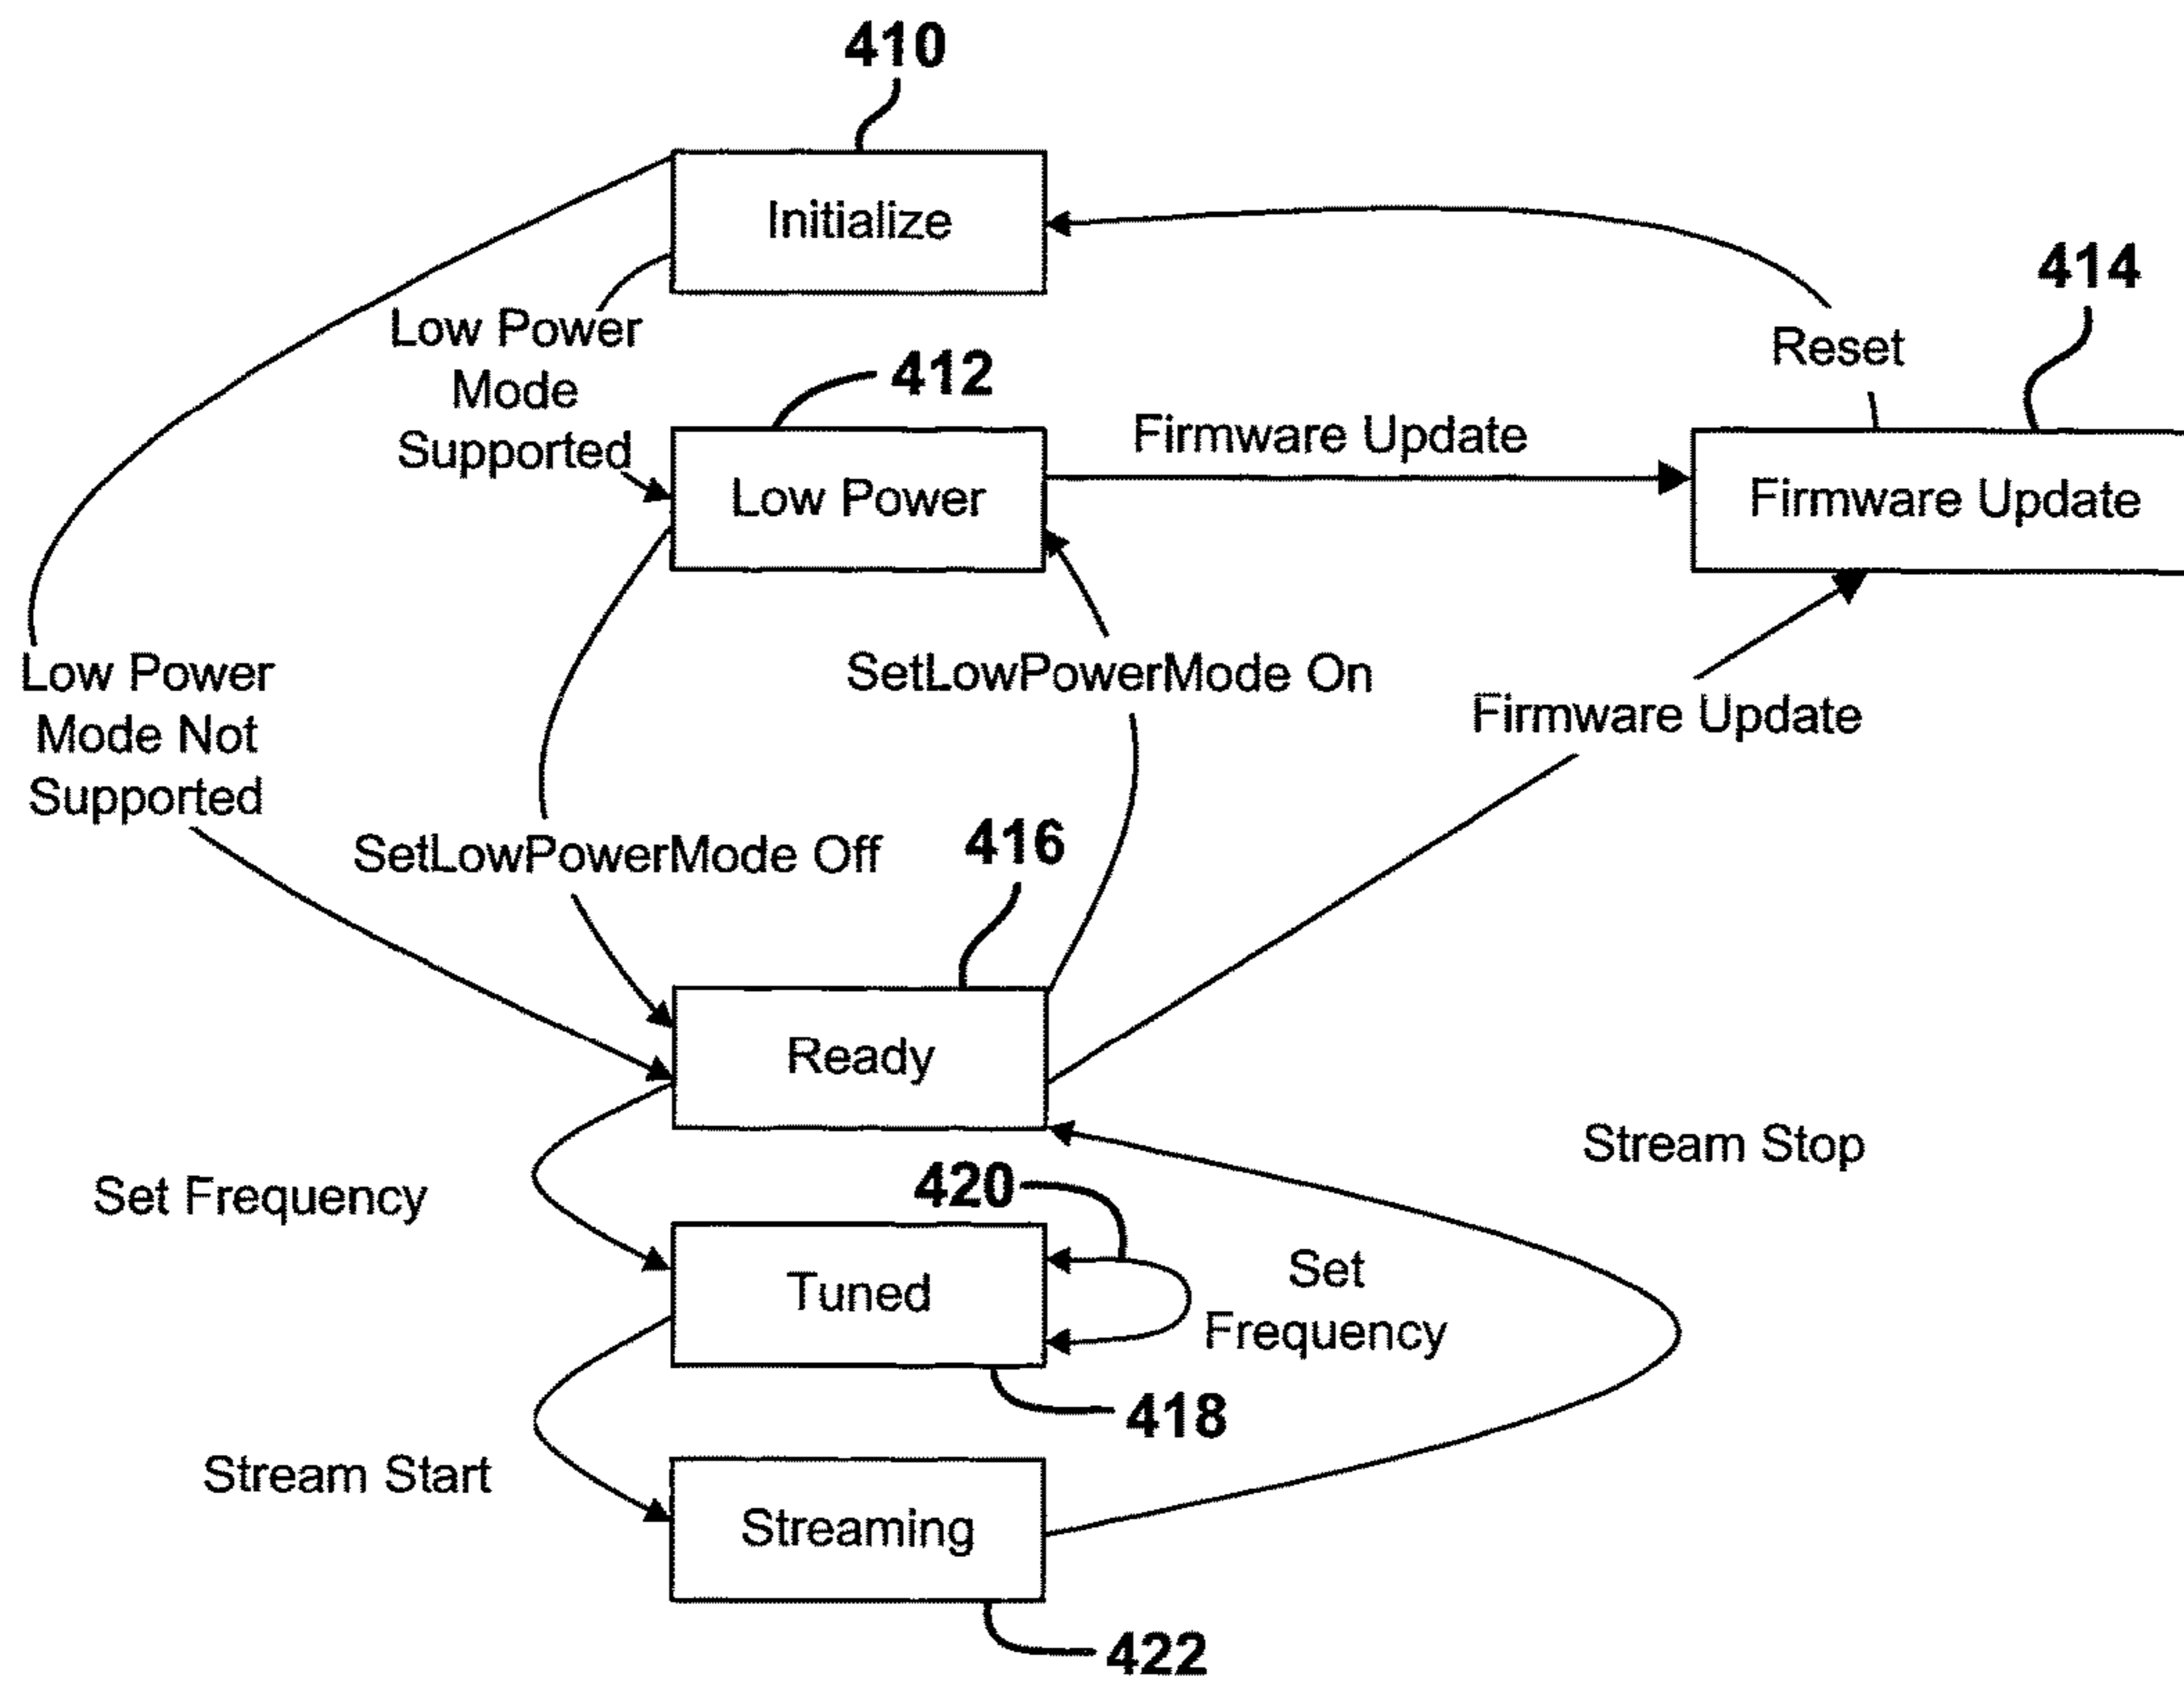 410
Initialize
414
Reset
Low Power
Mode
Supported
412
Firmware Update
Low Power
Firmware Update
Low Power
Mode Not
Supported
SetLowPowerMode On
Firmware Update
SetLowPowerMode Off
416
Ready
Stream Stop
Set Frequency
420
Tuned
Set
Frequency
418
Stream Start
Streaming
422